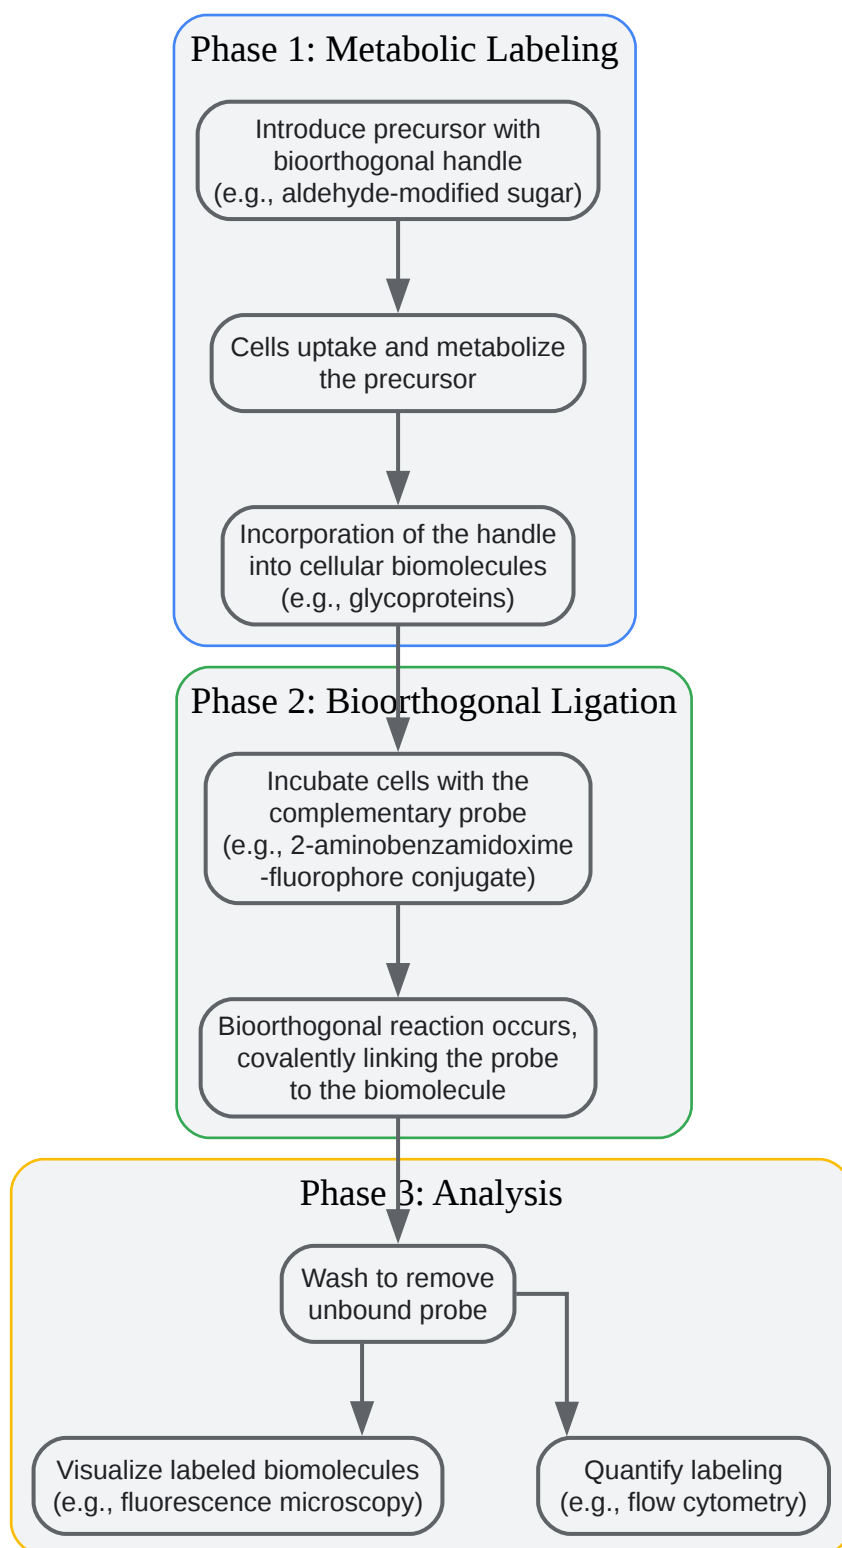 Phase 1: Metabolic Labeling
Introduce precursor with
bioorthogonal handle
(e.g., aldehyde-modified sugar)
Cells uptake and metabolize
the precursor
Incorporation of the handle
into cellular biomolecules
(e.g., glycoproteins)
Phase 2: Bioorthogonal Ligation
Incubate cells with the
complementary probe
(e.g., 2-aminobenzamidoxime
-fluorophore conjugate)
Bioorthogonal reaction occurs,
covalently linking the probe
to the biomolecule
Phase 3: Analysis
Wash to remove
unbound probe
Visualize labeled biomolecules
(e.g., fluorescence microscopy)
Quantify labeling
(e.g., flow cytometry)